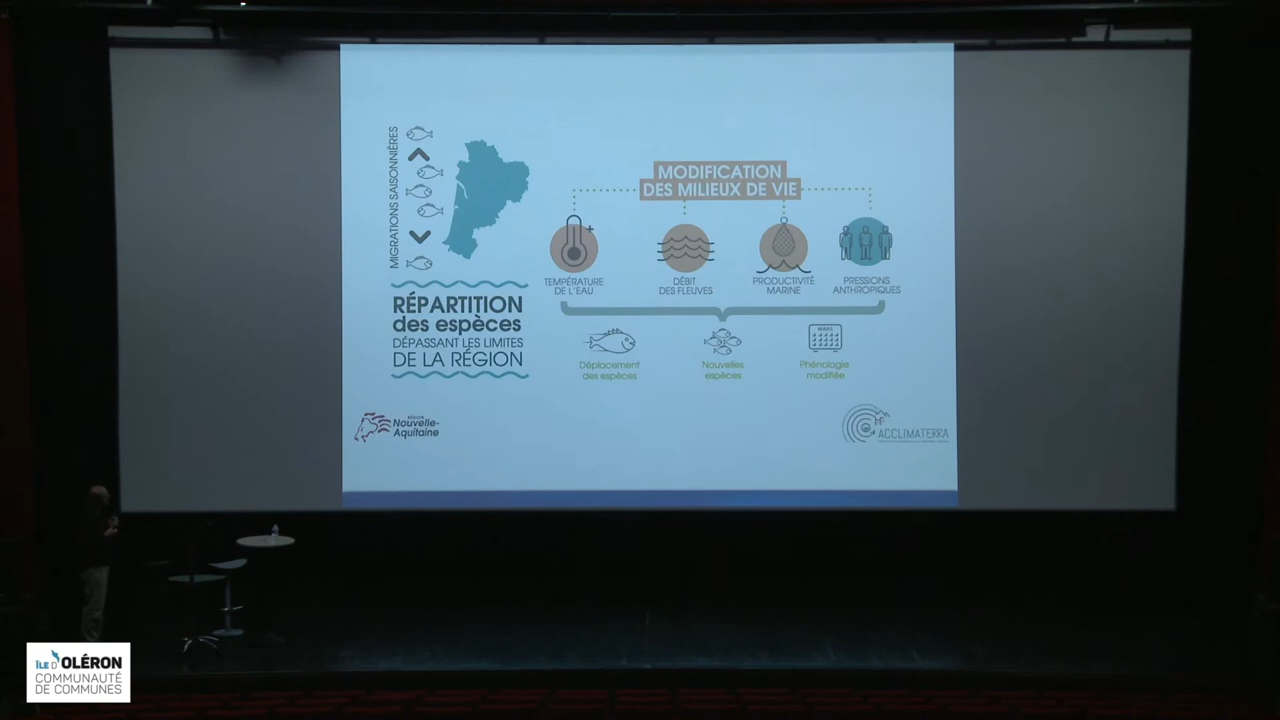 MIGRATIONS SAISONNIÈRES
RÉPARTITION
des espèces
DÉPASSANT LES LIMITES
DE LA RÉGION
MODIFICATION
DES MILIEUX DE VIE
TEMPÉRATURE
DE L'EAU
DÉBIT
DES FLEUVES
PRODUCTIVITÉ
MARINE
PRESSIONS
ANTHROPIQUES
Déplacement
des espèces
Nouvelles
espèces
MARS
Phénologie
modifiée
RÉGION
Nouvelle-
Aquitaine
ACCLIMATERRA
ÎLE D'OLÉRON
COMMUNAUTÉ
DE COMMUNES